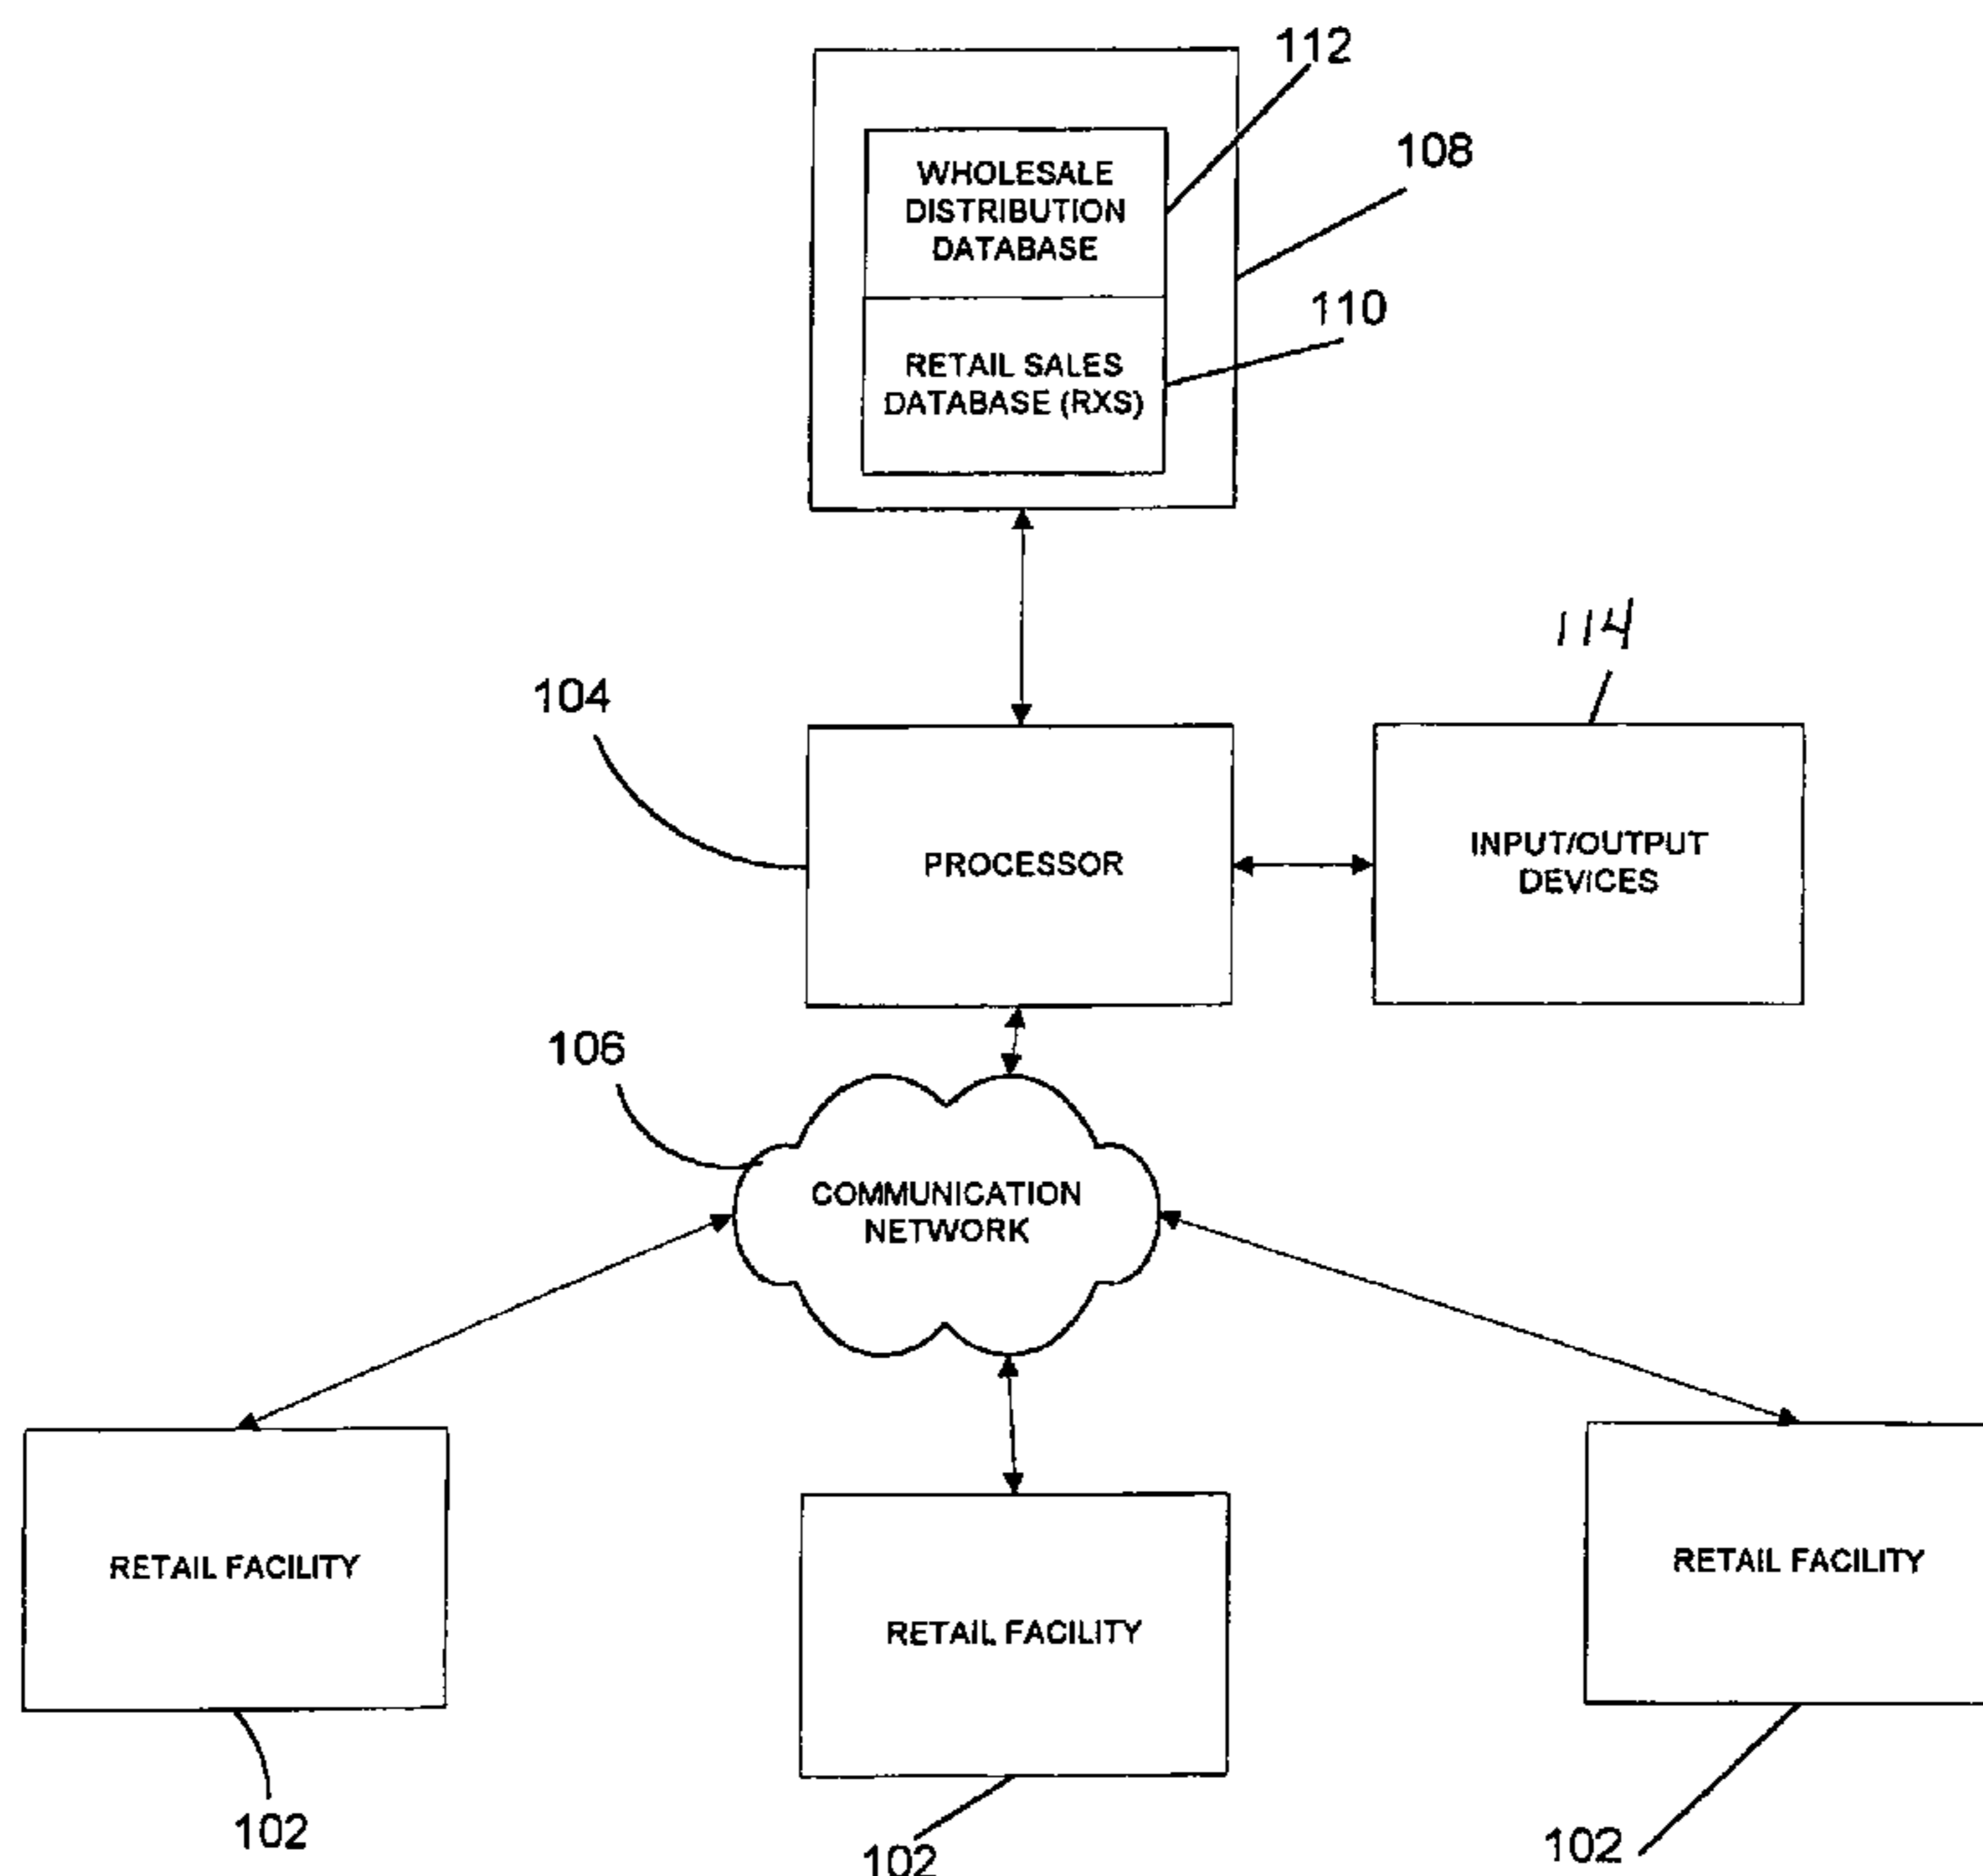 112
108
WHOLESALE
DISTRIBUTION
DATABASE
110
RETAIL SALES
DATABASE (RXS)
114
104
PROCESSOR
INPUT/OUTPUT
DEVICES
106
COMMUNICATION
NETWORK
RETAIL FACILITY
RETAIL FACILITY
RETAIL FACILITY
102
102
102